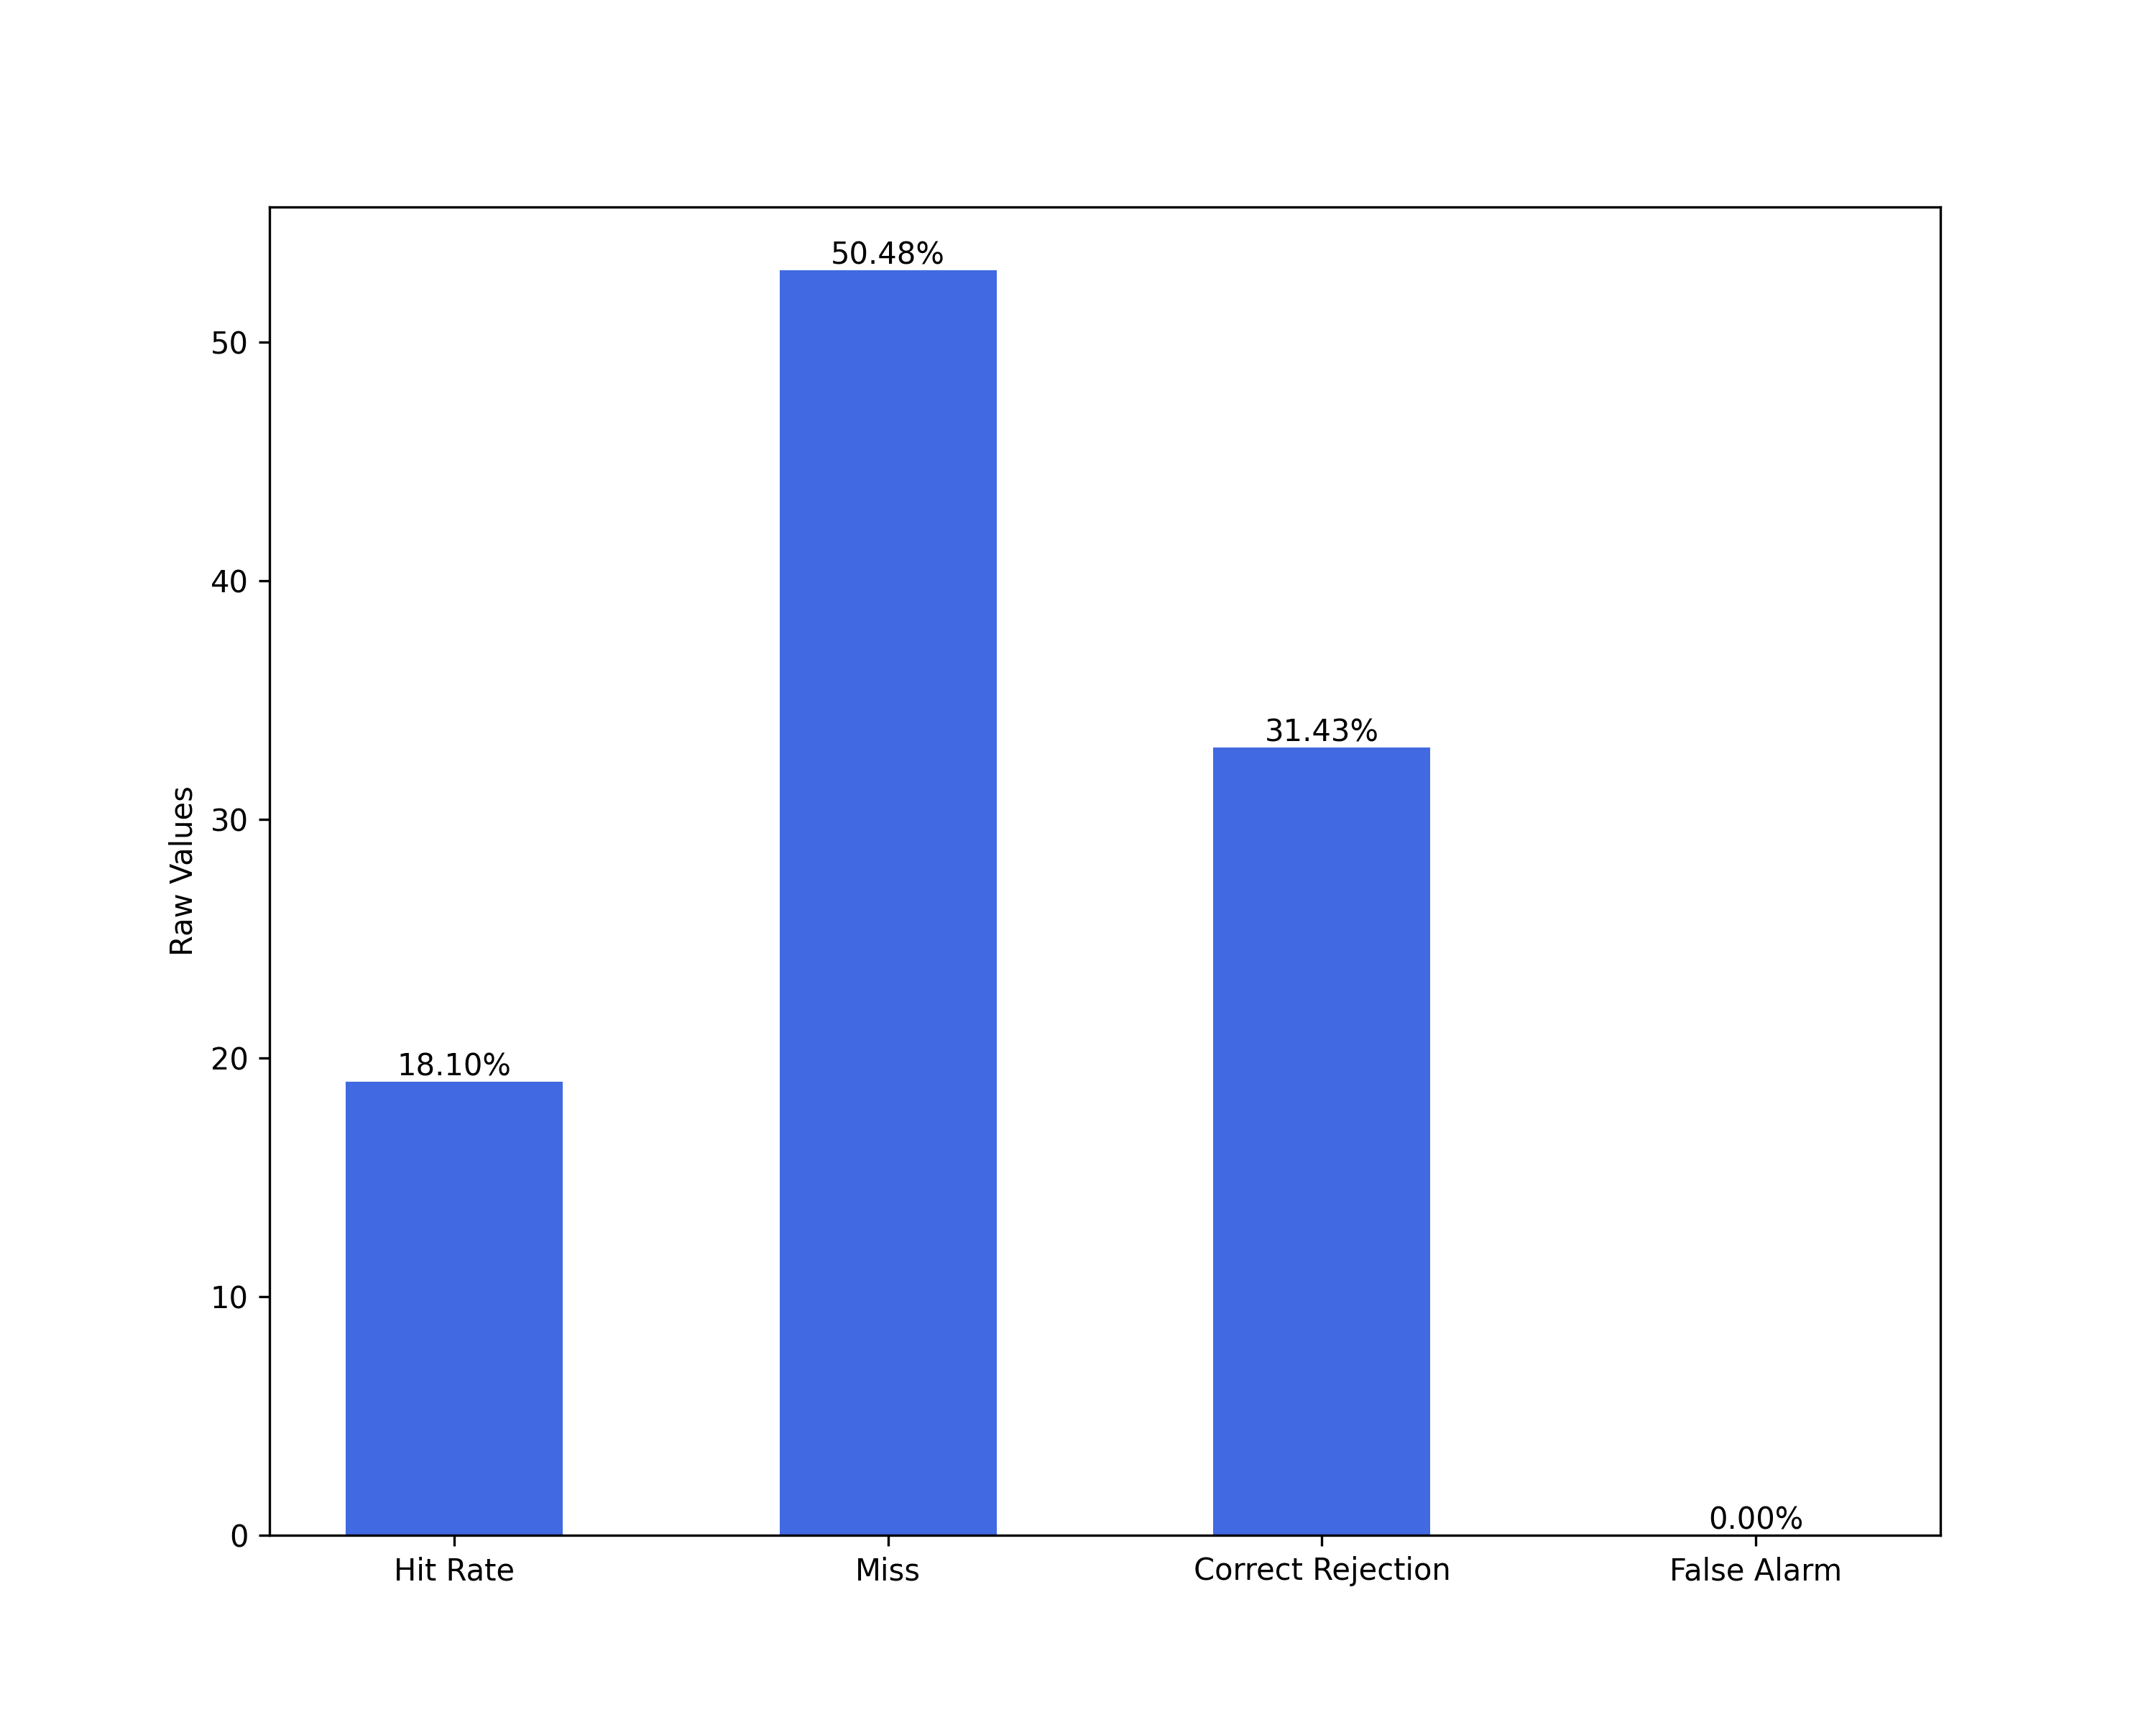 Raw Values
50
40
30
20
10
0
18.10%
50.48%
31.43%
0.00%
Hit Rate
Miss
Correct Rejection
False Alarm